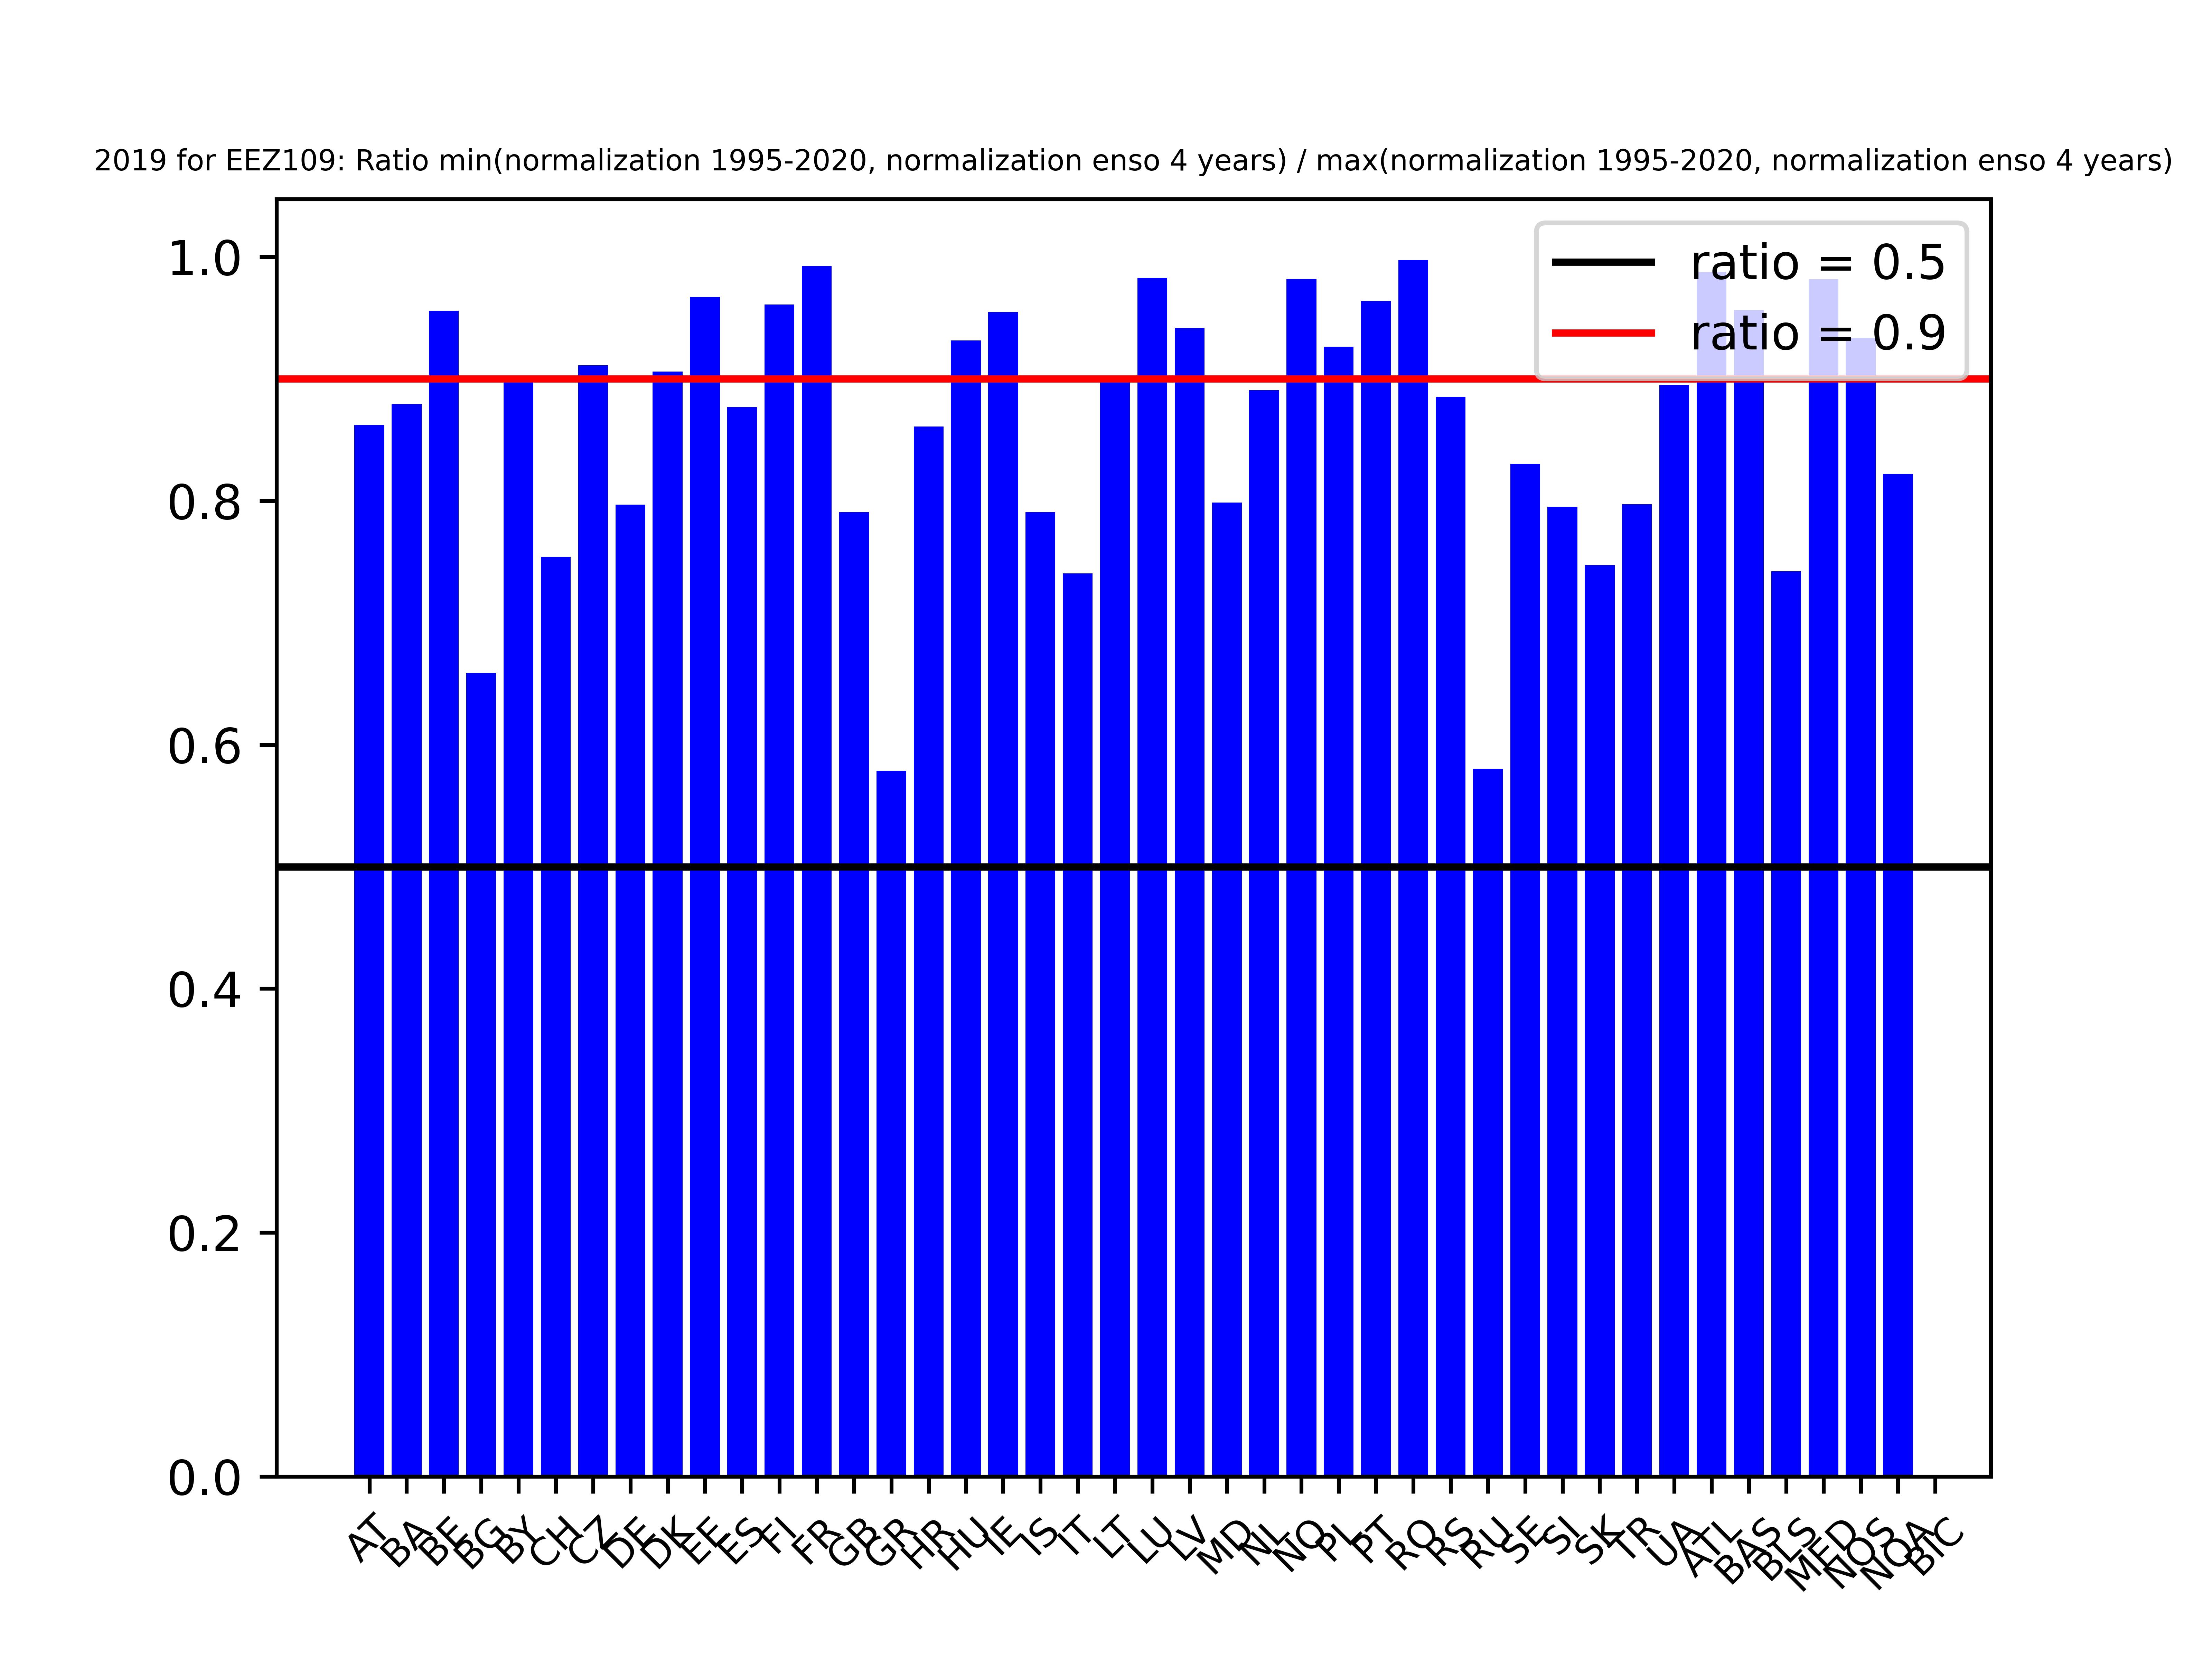 2019 for EEZ109: Ratio min(normalization 1995-2020, normalization enso 4 years) / max(normalization 1995-2020, normalization enso 4 years)
ratio = 0.5
ratio = 0.9
1.0
0.8
0.6
0.4
0.2
0.0
AT BA BE BG BY CH CZ DE DK EE ES FI FR GB GR HR HU IE IS IT LT LU LV MD NL NO PL PT RO RS RU SE SI SK TR UA ATL BAS BLS MED NOS NOA BIC